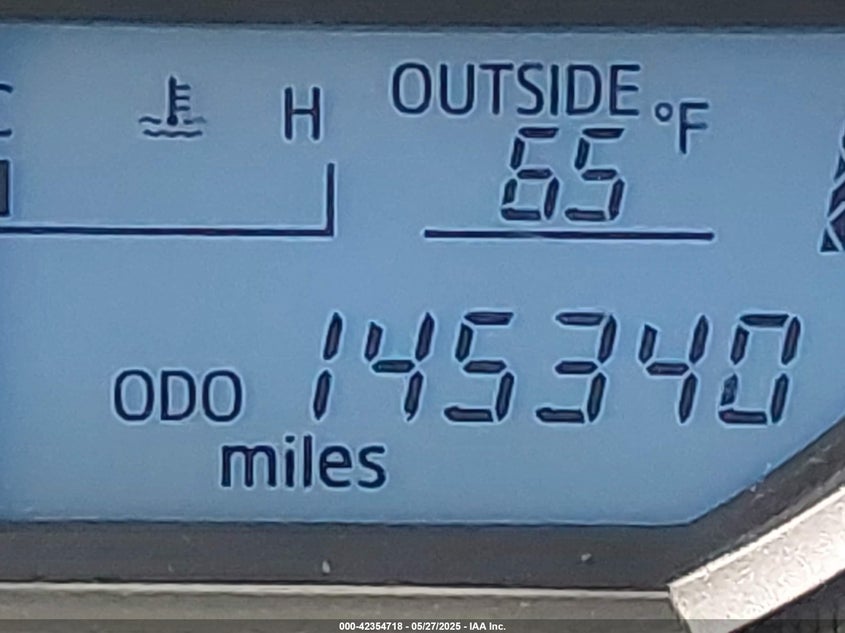 C H OUTSIDE °F
65
ODO 145340
miles
000-42354718 - 05/27/2025 - IAA Inc.